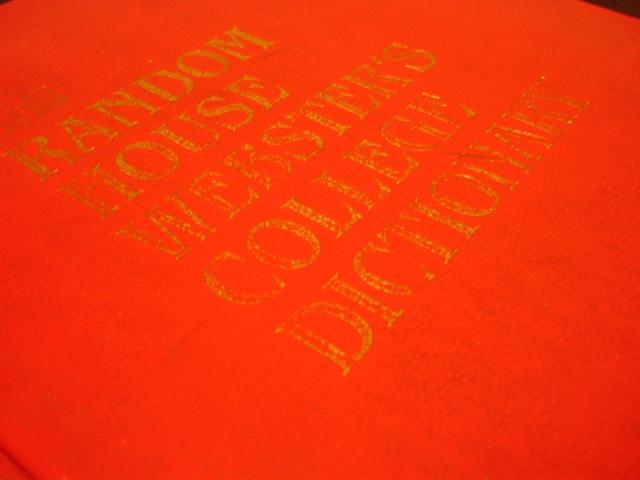 RANDOM
HOUSE
WEBSTER'S
COLLEGE
DICTIONARY